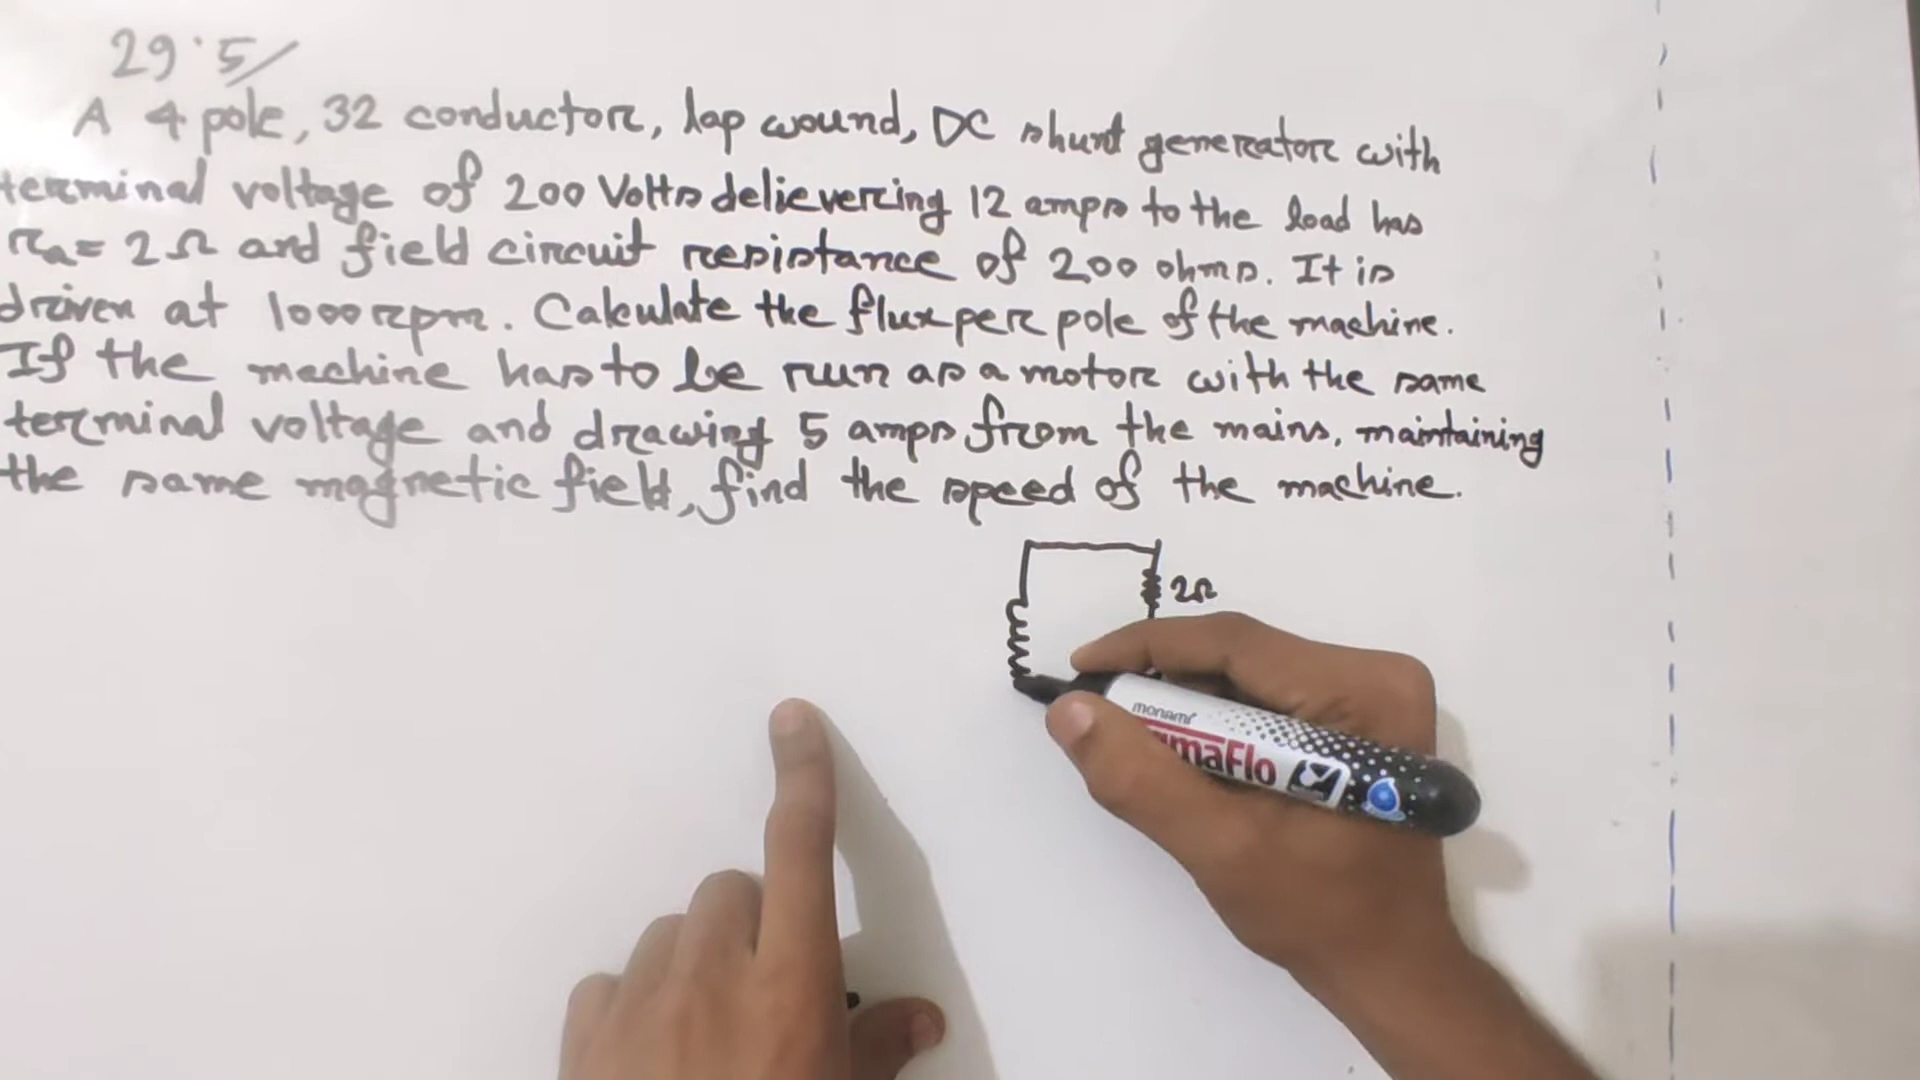 29.5/
A 4 pole, 32 conductor, lap wound, DC shunt generator with
terminal voltage of 200 Volts delievering 12 amps to the load has
ra = 2Ω and field circuit resistance of 200 ohms. It is
driven at 1000 rpm. Calculate the flux per pole of the machine.
If the machine has to be run as a motor with the same
terminal voltage and drawing 5 amps from the mains, maintaining
the same magnetic field, find the speed of the machine.
2Ω
monami
maFlo